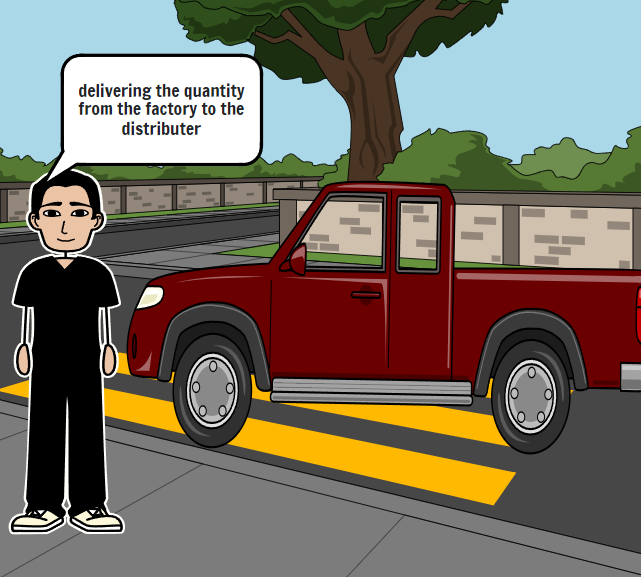 delivering the quantity
from the factory to the
distributer